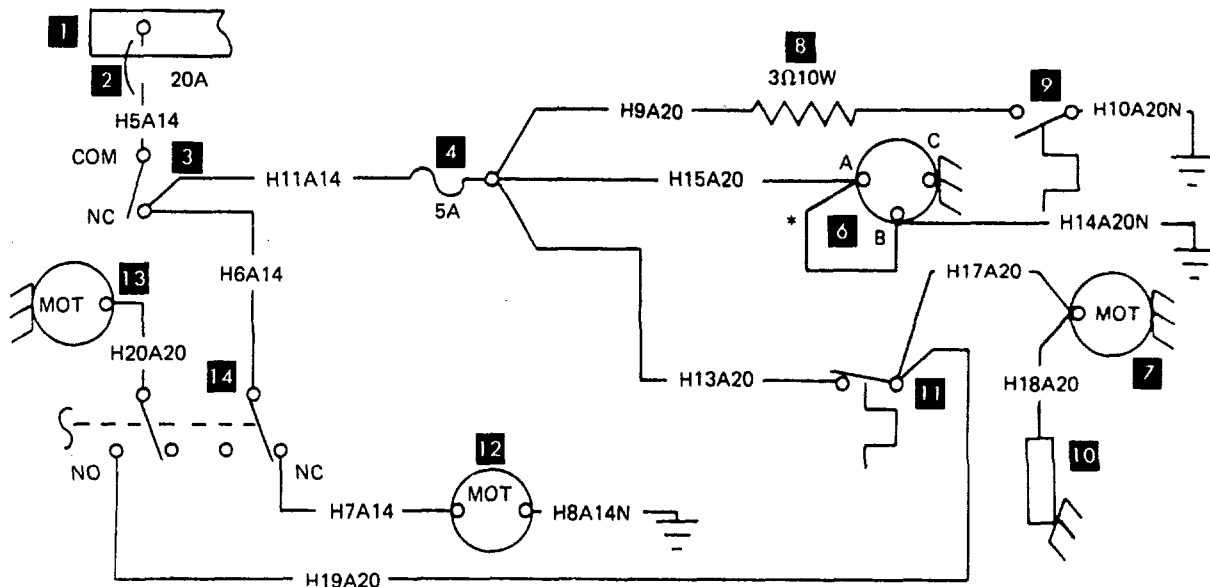 1
2
20A
H5A14
COM
3
NC
H11A14
4
5A
8
3Ω10W
H9A20
9
H10A20N
H15A20
A
C
*
6
B
H14A20N
H6A14
13
MOT
H20A20
14
H17A20
MOT
7
H13A20
11
H18A20
10
NO
NC
12
MOT
H7A14
H8A14N
H19A20